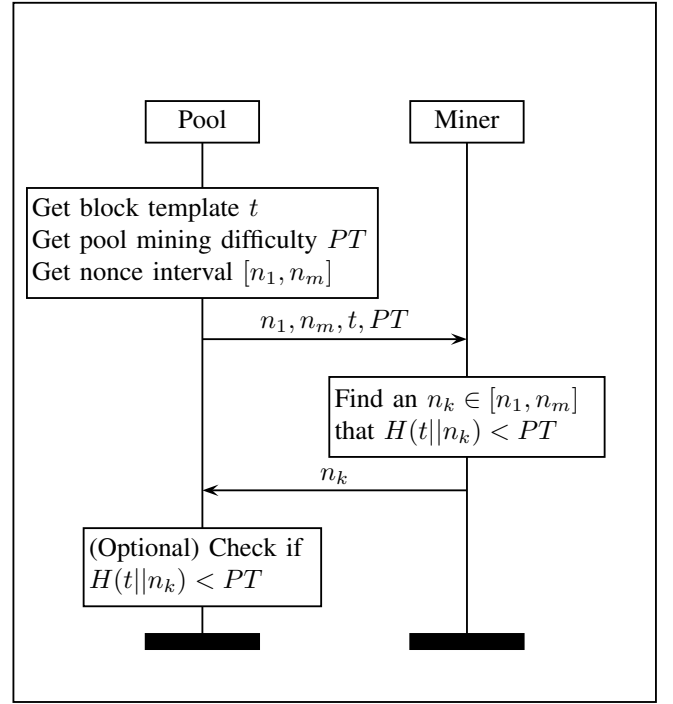 Pool
Miner
Get block template t
Get pool mining difficulty PT
Get nonce interval [n₁, nₘ]
n₁, nₘ, t, PT
Find an nₖ ∈ [n₁, nₘ]
that H(t||nₖ) < PT
nₖ
(Optional) Check if
H(t||nₖ) < PT